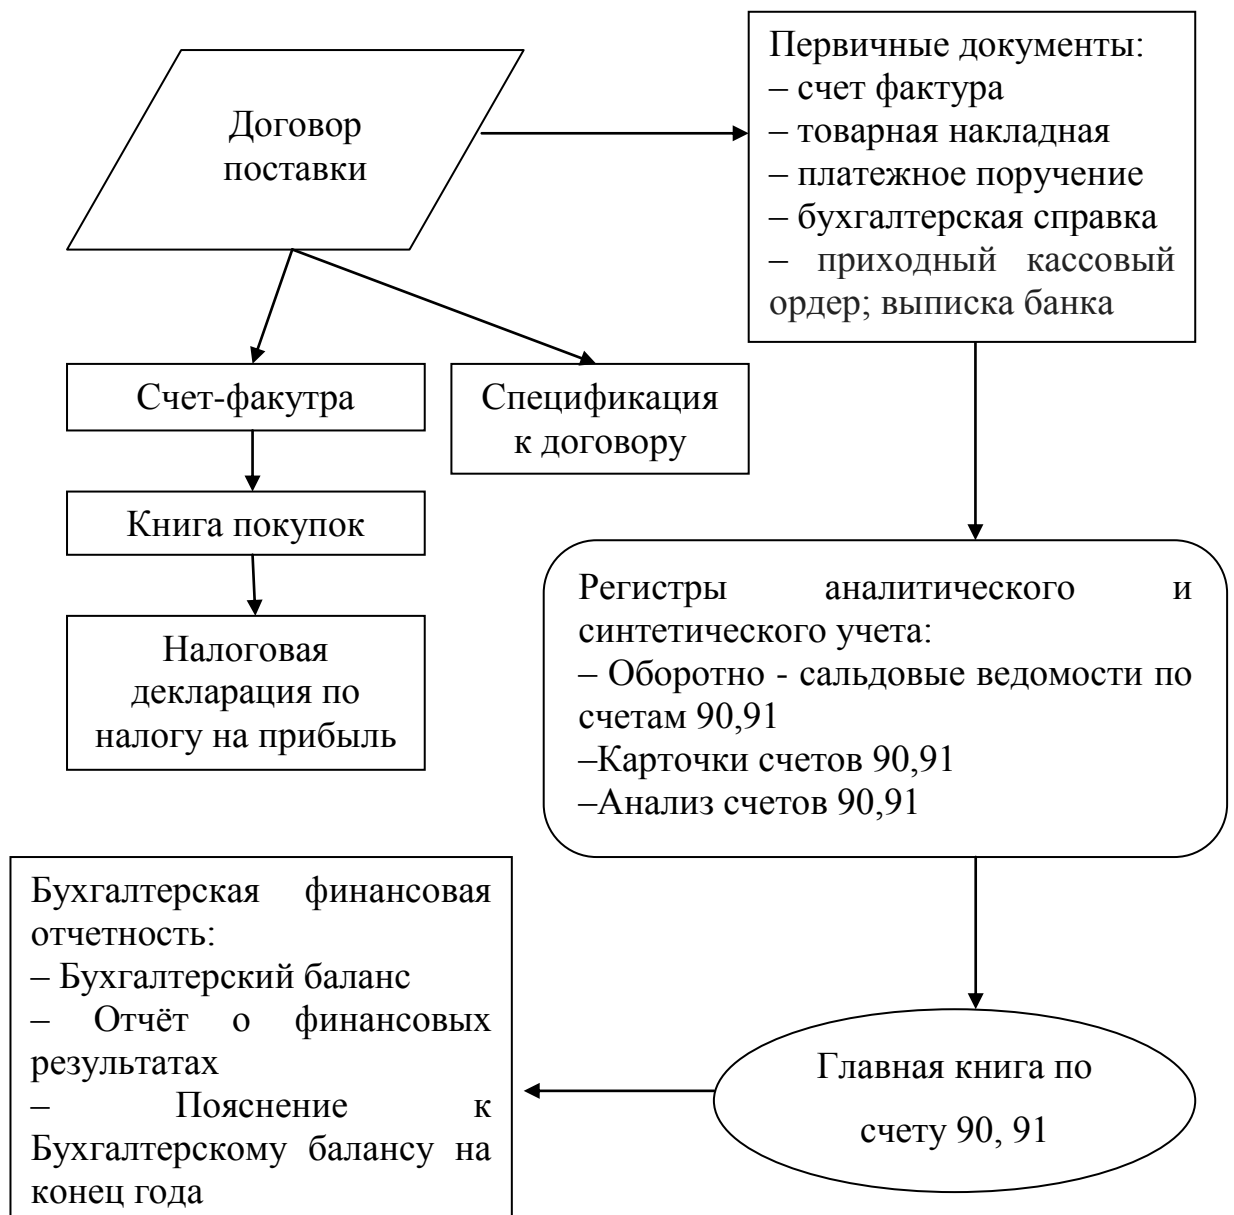 Договор
поставки
Первичные документы:
– счет фактура
– товарная накладная
– платежное поручение
– бухгалтерская справка
– приходный кассовый
ордер; выписка банка
Счет-факутра
Спецификация
к договору
Книга покупок
Налоговая
декларация по
налогу на прибыль
Регистры аналитического и
синтетического учета:
– Оборотно - сальдовые ведомости по
счетам 90,91
–Карточки счетов 90,91
–Анализ счетов 90,91
Главная книга по
счету 90, 91
Бухгалтерская финансовая
отчетность:
– Бухгалтерский баланс
– Отчёт о финансовых
результатах
– Пояснение к
Бухгалтерскому балансу на
конец года